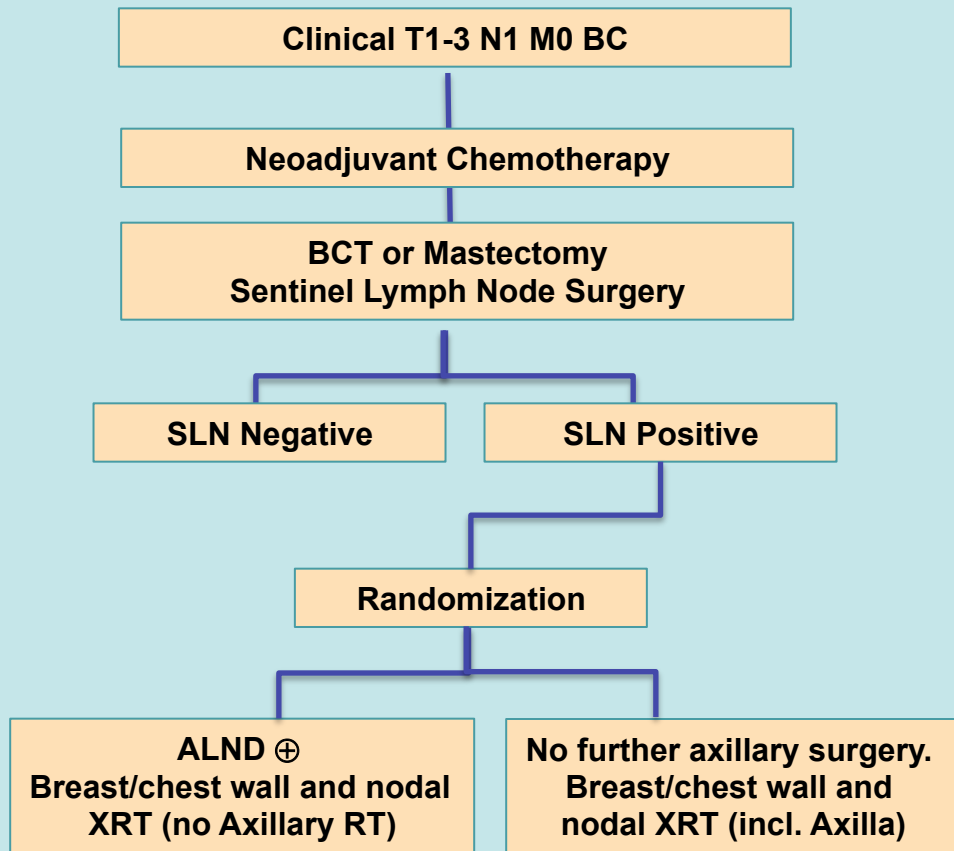 Clinical T1-3 N1 M0 BC
Neoadjuvant Chemotherapy
BCT or Mastectomy
Sentinel Lymph Node Surgery
SLN Negative
SLN Positive
Randomization
ALND ⊕
Breast/chest wall and nodal
XRT (no Axillary RT)
No further axillary surgery.
Breast/chest wall and
nodal XRT (incl. Axilla)